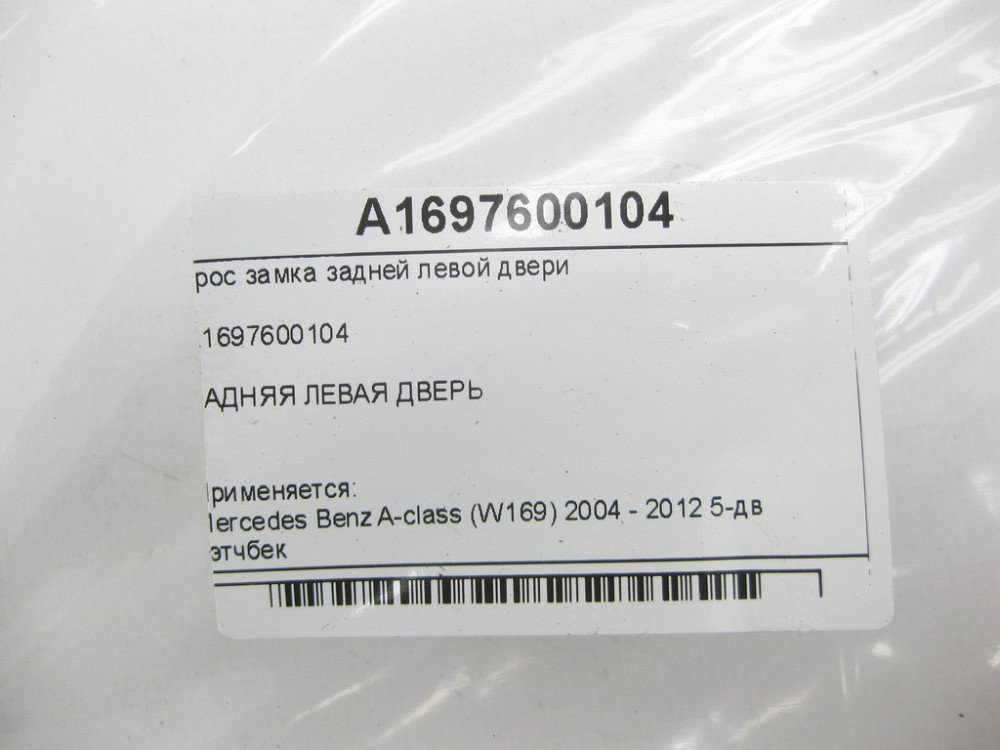 A1697600104
рос замка задней левой двери
1697600104
АДНЯЯ ЛЕВАЯ ДВЕРЬ
рименяется:
ercedes Benz A-class (W169) 2004 - 2012 5-дв
этчбек